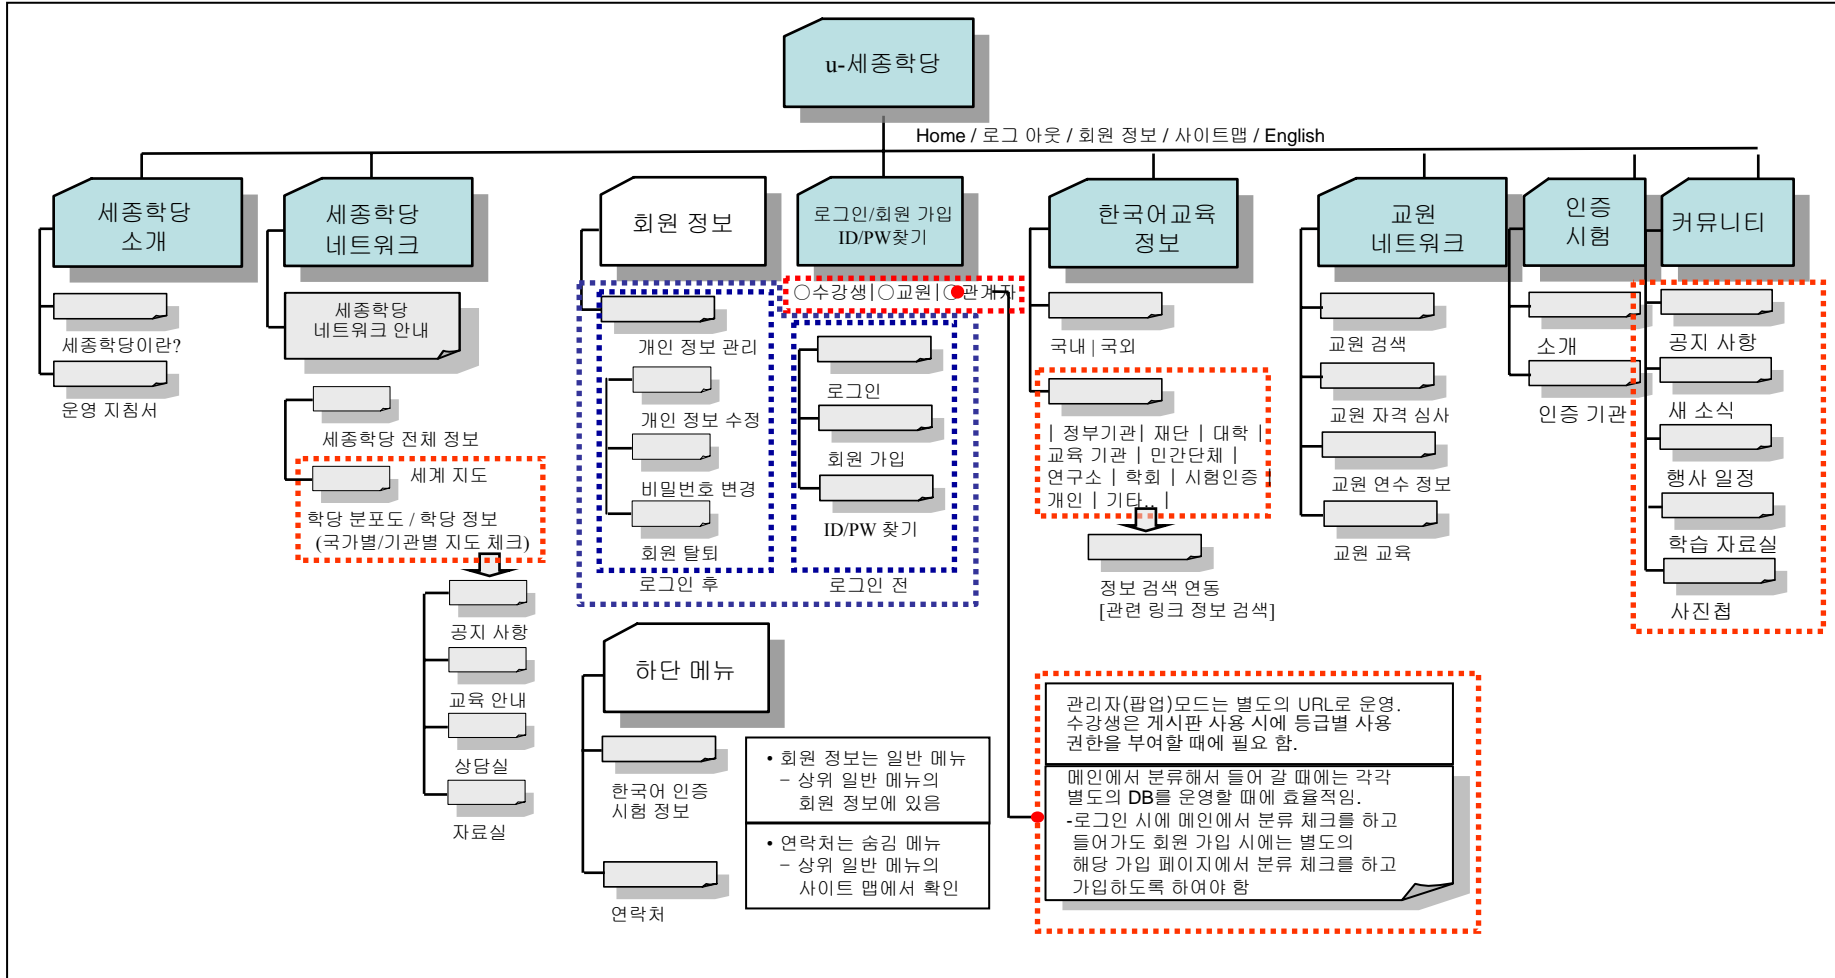 u-세종학당
Home / 로그 아웃 / 회원 정보 / 사이트맵 / English
세종학당
소개
세종학당이란?
운영 지침서
세종학당
네트워크
세종학당
네트워크 안내
세종학당 전체 정보
세계 지도
학당 분포도 / 학당 정보
(국가별/기관별 지도 체크)
공지 사항
교육 안내
상담실
자료실
회원 정보
개인 정보 관리
개인 정보 수정
비밀번호 변경
회원 탈퇴
로그인 후
로그인/회원 가입
ID/PW찾기
○수강생|○교원|○관계자
로그인
회원 가입
ID/PW 찾기
로그인 전
하단 메뉴
한국어 인증
시험 정보
연락처
• 회원 정보는 일반 메뉴
– 상위 일반 메뉴의
회원 정보에 있음
• 연락처는 숨김 메뉴
– 상위 일반 메뉴의
사이트 맵에서 확인
한국어교육
정보
국내 | 국외
| 정부기관| 재단 | 대학 |
교육 기관 | 민간단체 |
연구소 | 학회 | 시험인증 |
개인 | 기타.. |
정보 검색 연동
[관련 링크 정보 검색]
교원
네트워크
교원 검색
교원 자격 심사
교원 연수 정보
교원 교육
인증
시험
소개
인증 기관
커뮤니티
공지 사항
새 소식
행사 일정
학습 자료실
사진첩
관리자(팝업)모드는 별도의 URL로 운영.
수강생은 게시판 사용 시에 등급별 사용
권한을 부여할 때에 필요 함.
메인에서 분류해서 들어 갈 때에는 각각
별도의 DB를 운영할 때에 효율적임.
-로그인 시에 메인에서 분류 체크를 하고
들어가도 회원 가입 시에는 별도의
해당 가입 페이지에서 분류 체크를 하고
가입하도록 하여야 함